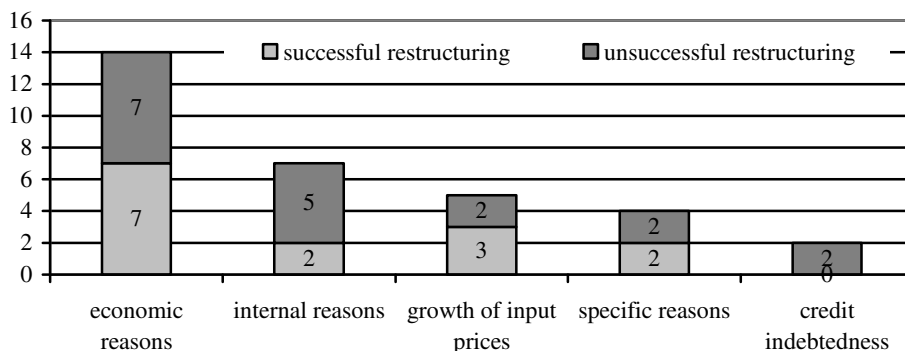 16
14
12
10
8
6
4
2
0
successful restructuring unsuccessful restructuring
7 5 2 2 2
7 2 3 2 0
economic internal reasons growth of input specific reasons credit
reasons prices indebtedness